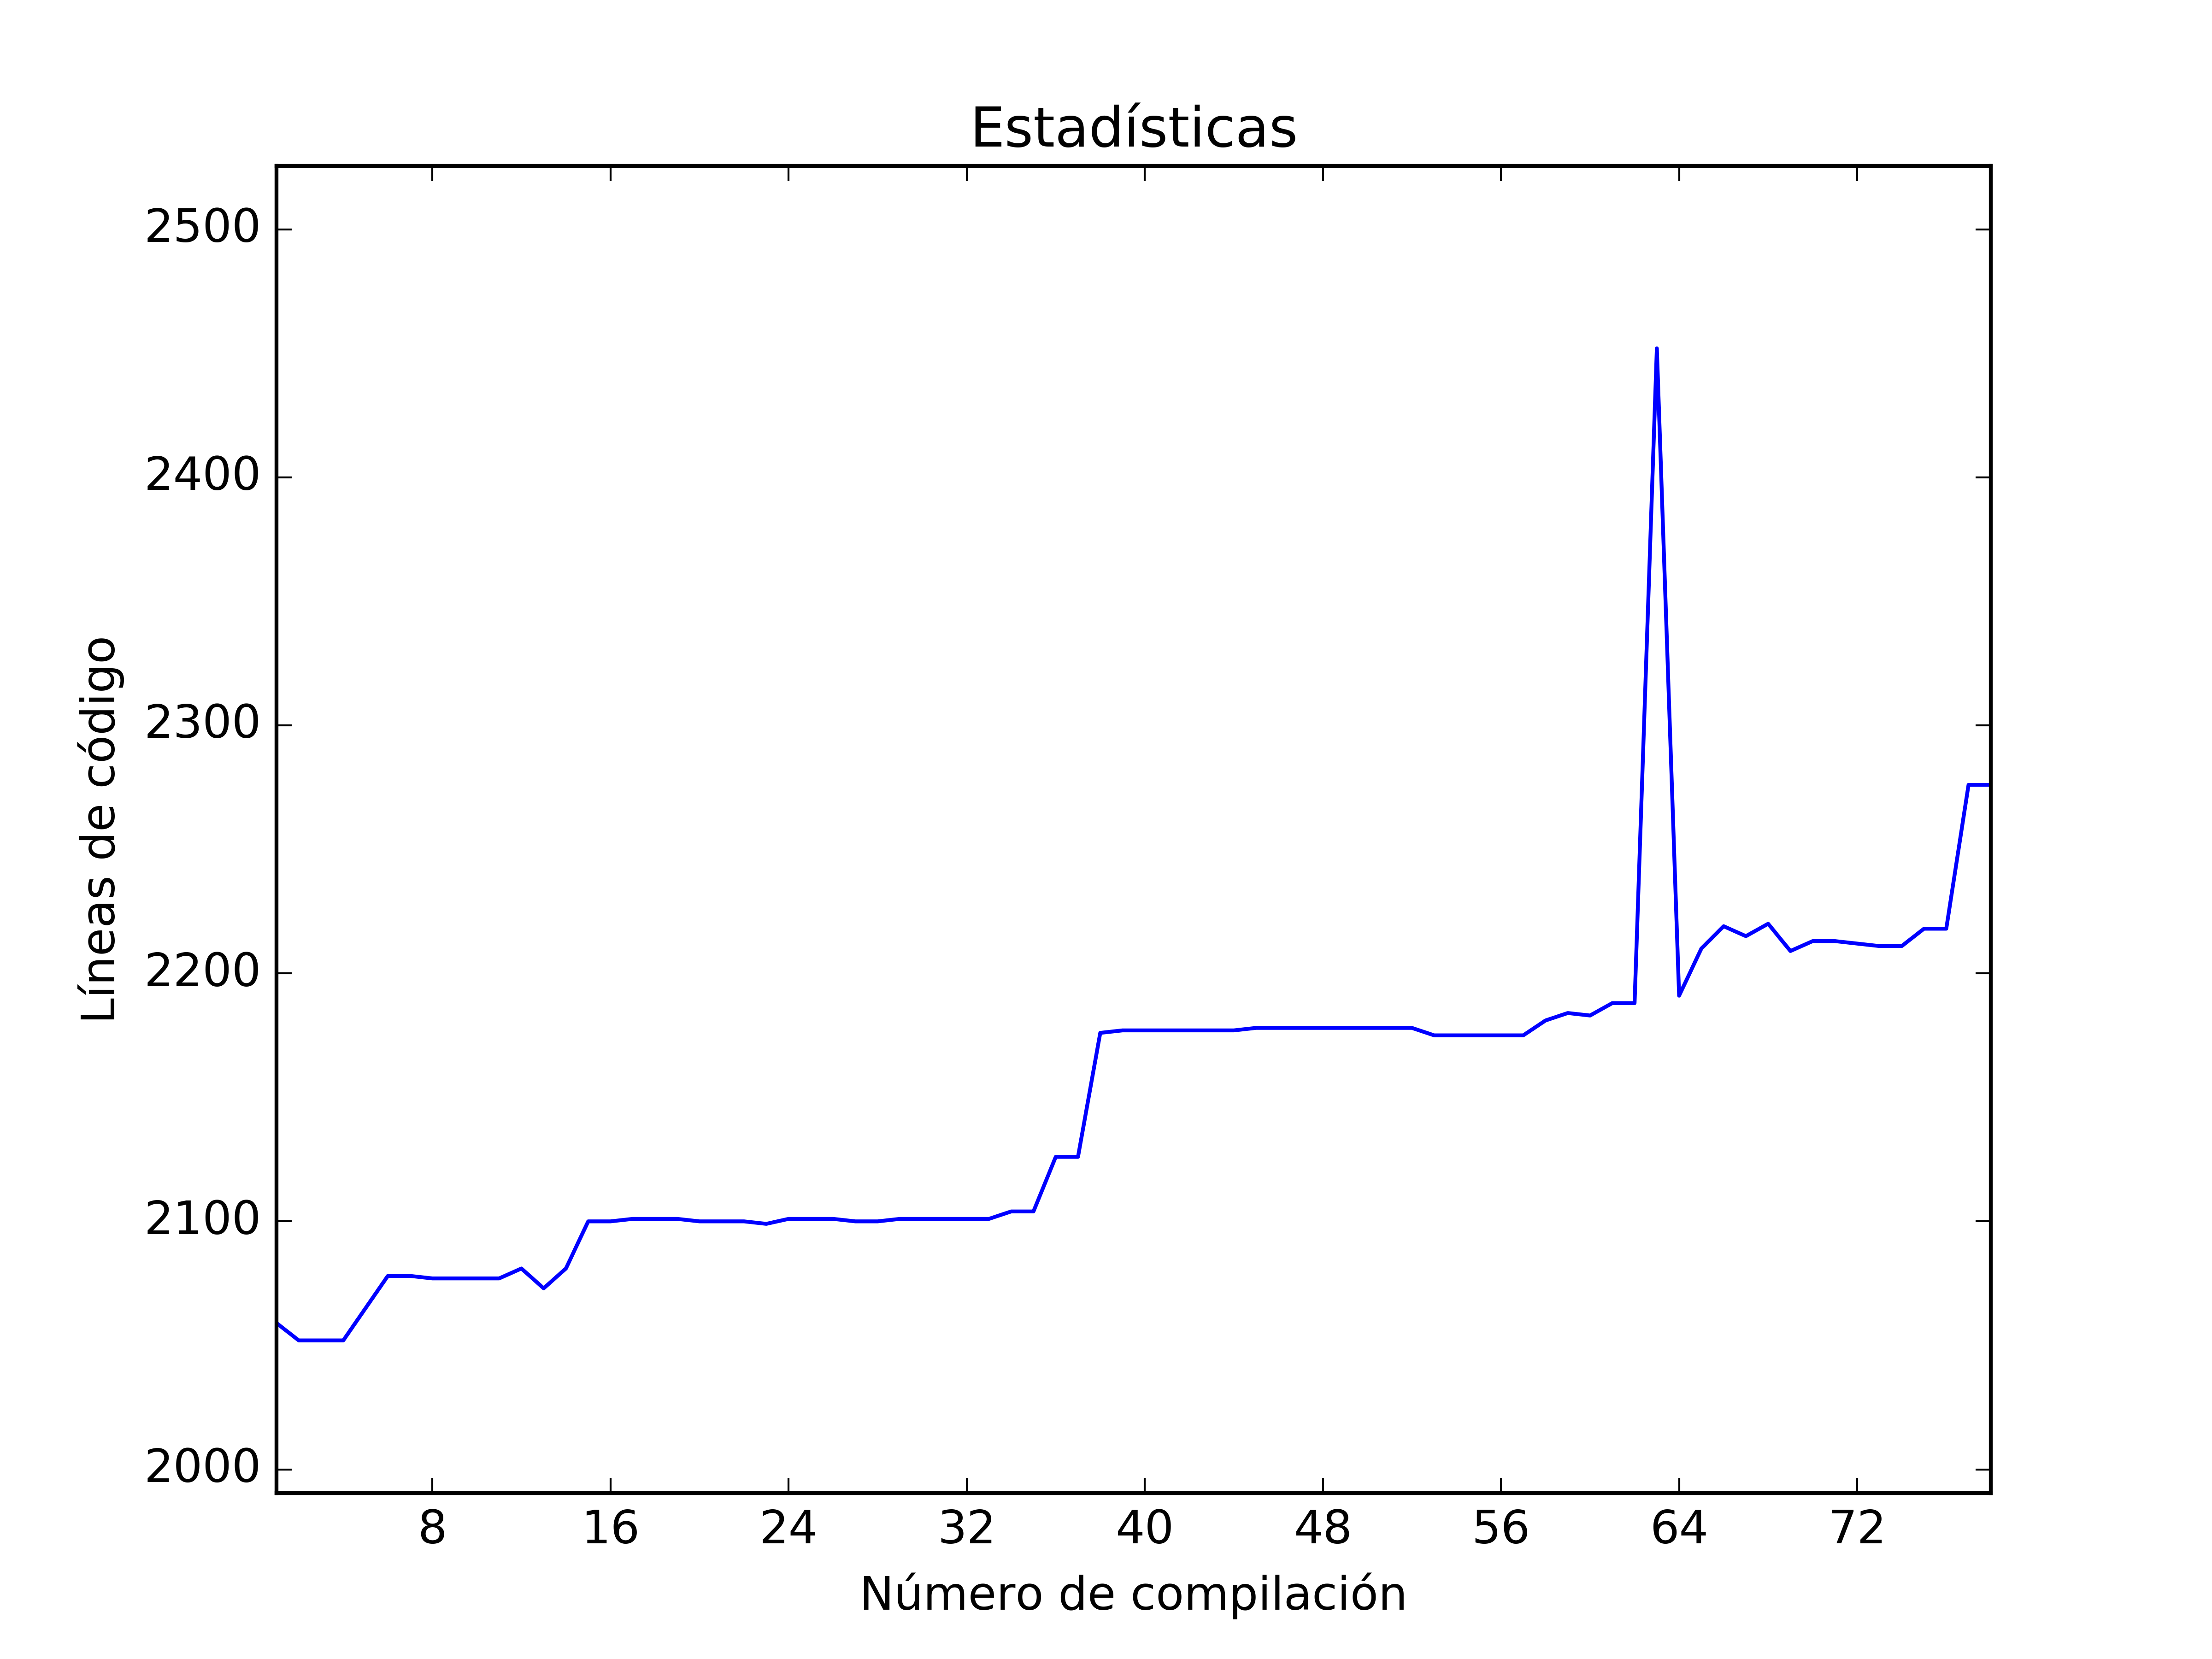 Estadísticas
2500
2400
2300
2200
2100
2000
Líneas de código
8 16 24 32 40 48 56 64 72
Número de compilación